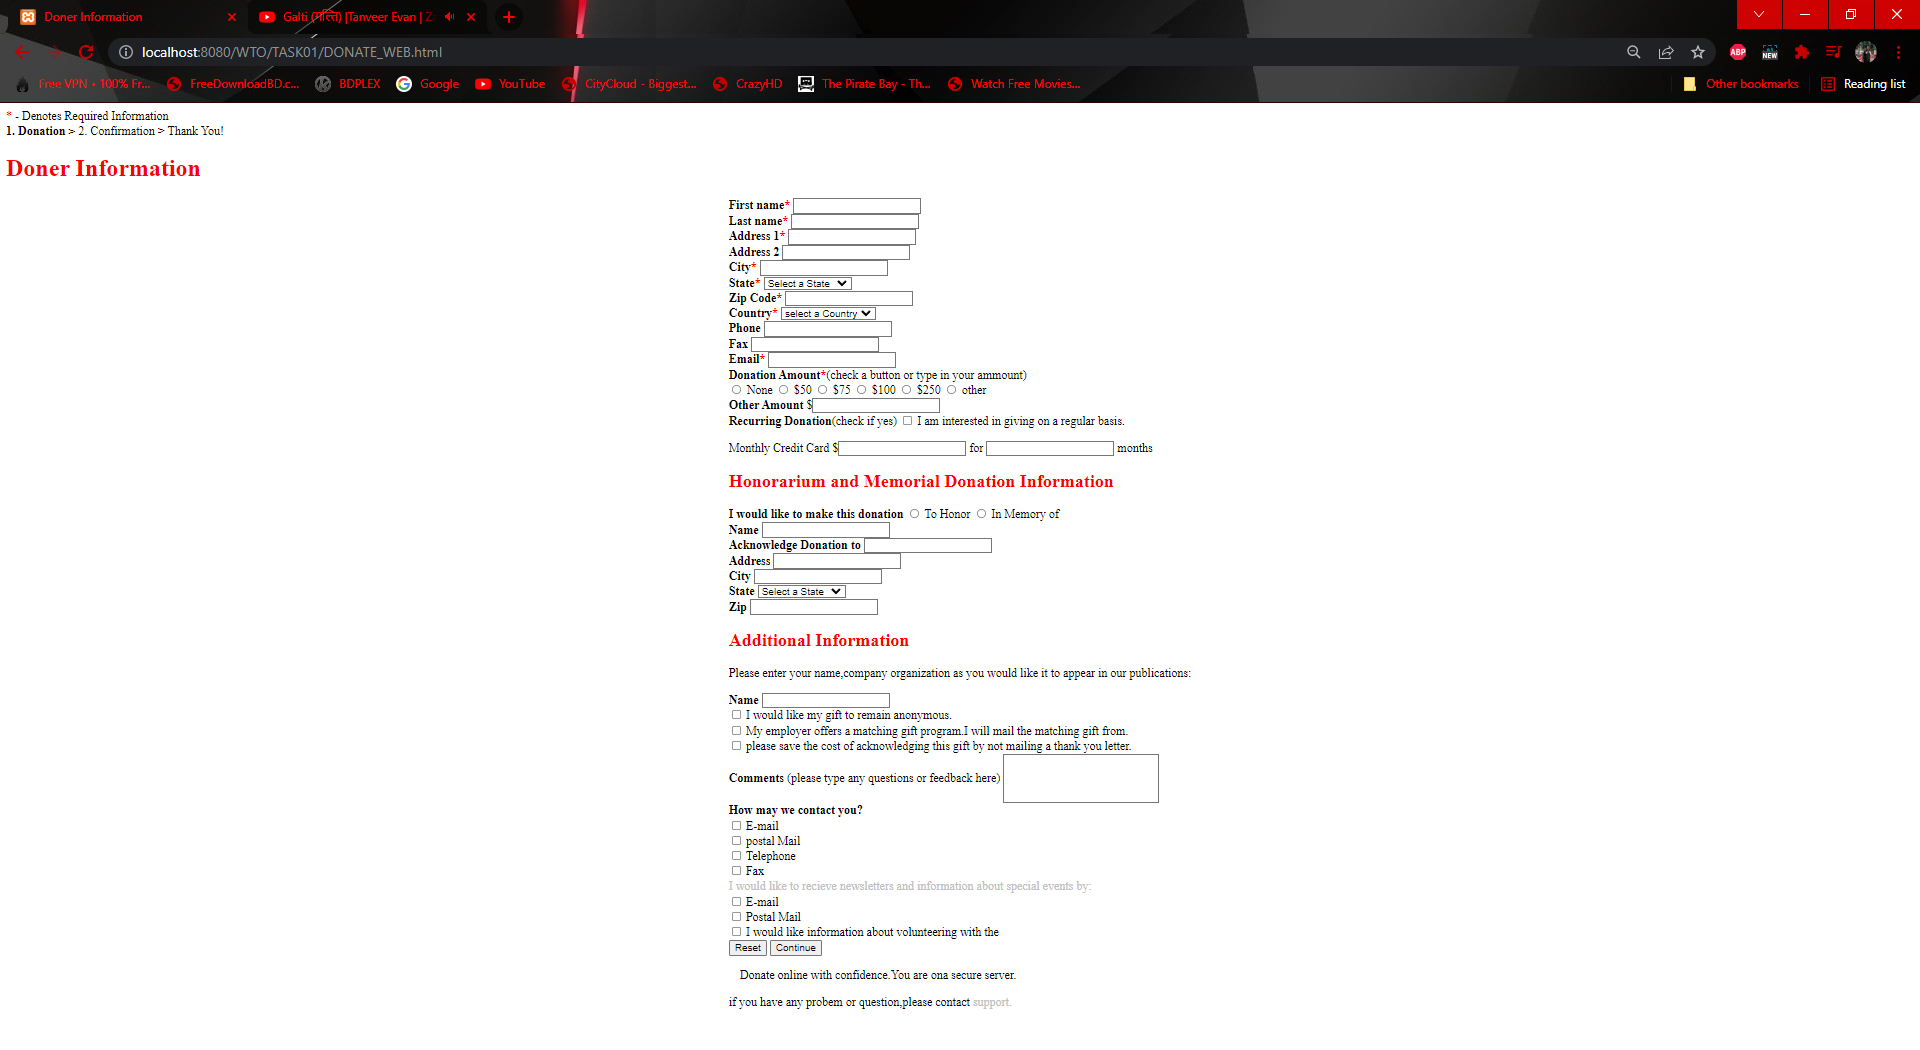 Doner Information
Galti (গল্তি) |Tanveer Evan |
localhost:8080/WTO/TASK01/DONATE_WEB.html
ABP
NEW
Free VPN • 100% Fr...
FreeDownloadBD.c...
BDPLEX
Google
YouTube
CityCloud - Biggest...
CrazyHD
The Pirate Bay - Th...
Watch Free Movies...
Other bookmarks
Reading list
* - Denotes Required Information
1. Donation > 2. Confirmation > Thank You!
Doner Information
First name*
Last name*
Address 1*
Address 2
City*
State* Select a State
Zip Code*
Country* select a Country
Phone
Fax
Email*
Donation Amount*(check a button or type in your ammount)
None $50 $75 $100 $250 other
Other Amount $
Recurring Donation(check if yes) I am interested in giving on a regular basis.
Monthly Credit Card $ for months
Honorarium and Memorial Donation Information
I would like to make this donation To Honor In Memory of
Name
Acknowledge Donation to
Address
City
State Select a State
Zip
Additional Information
Please enter your name,company organization as you would like it to appear in our publications:
Name
I would like my gift to remain anonymous.
My employer offers a matching gift program.I will mail the matching gift from.
please save the cost of acknowledging this gift by not mailing a thank you letter.
Comments (please type any questions or feedback here)
How may we contact you?
E-mail
postal Mail
Telephone
Fax
I would like to recieve newsletters and information about special events by:
E-mail
Postal Mail
I would like information about volunteering with the
Reset Continue
Donate online with confidence.You are ona secure server.
if you have any probem or question,please contact support.